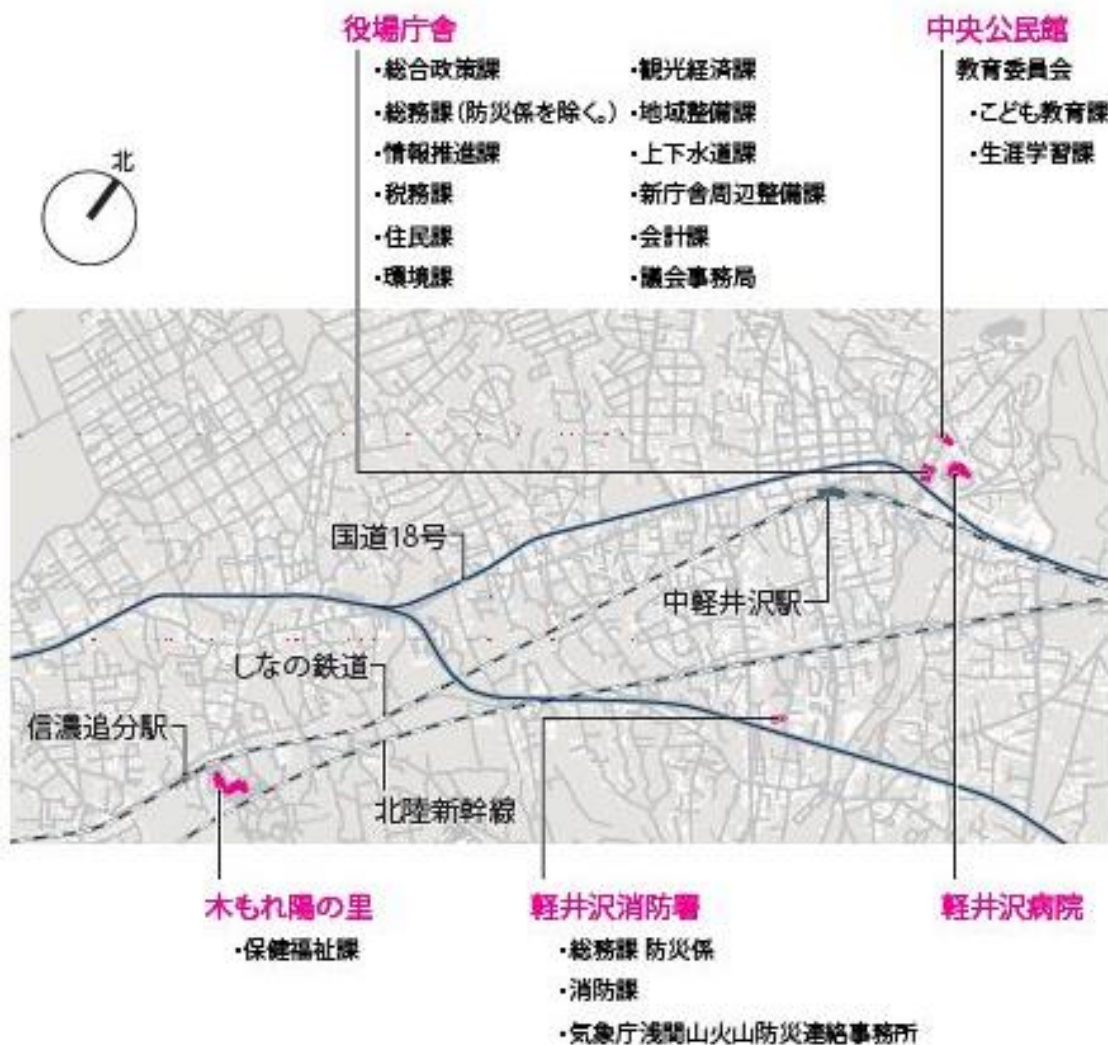 役場庁舎
・総合政策課
・総務課（防災係を除く。）
・情報推進課
・税務課
・住民課
・環境課
・観光経済課
・地域整備課
・上下水道課
・新庁舎周辺整備課
・会計課
・議会事務局
中央公民館
教育委員会
・こども教育課
・生涯学習課
北
国道18号
中軽井沢駅
しなの鉄道
信濃追分駅
北陸新幹線
木もれ陽の里
・保健福祉課
軽井沢消防署
・総務課 防災係
・消防課
・気象庁浅間山火山防災連絡事務所
軽井沢病院